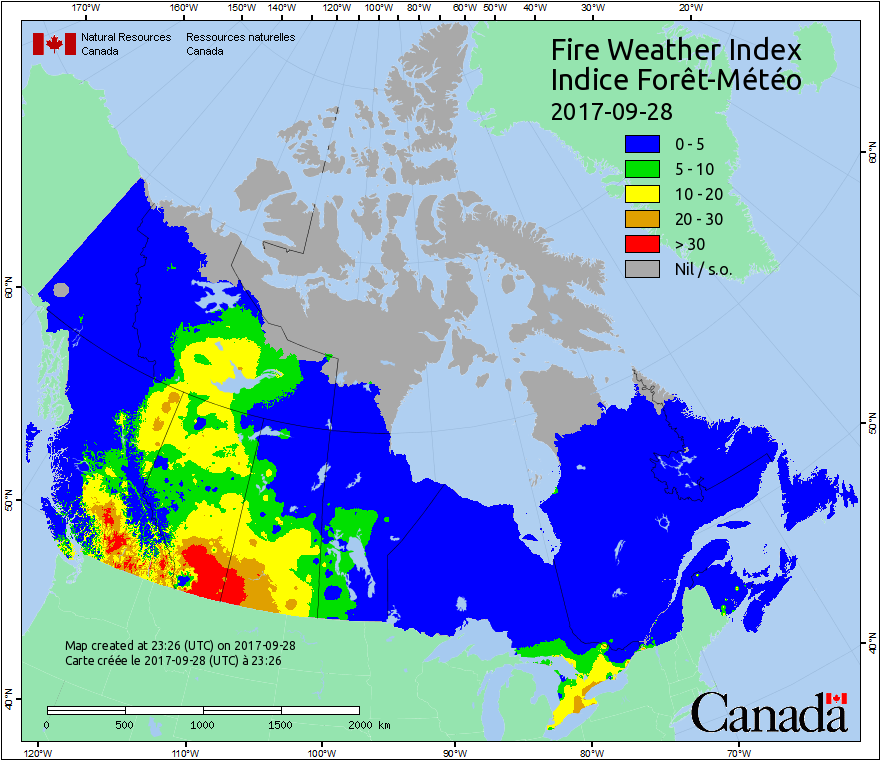 170°W 160°W 150°W 140°W 130°W 120°W 110°W 100°W 90°W 80°W 70°W 60°W 50°W 40°W 30°W 20°W
Natural Resources Canada
Ressources naturelles Canada
Fire Weather Index
Indice Forêt-Météo
2017-09-28
0 - 5
5 - 10
10 - 20
20 - 30
> 30
Nil / s.o.
60°N
60°N
50°N
50°N
40°N
40°N
Map created at 23:26 (UTC) on 2017-09-28
Carte créée le 2017-09-28 (UTC) à 23:26
0 500 1000 1500 2000 km
Canada
120°W 110°W 100°W 90°W 80°W 70°W